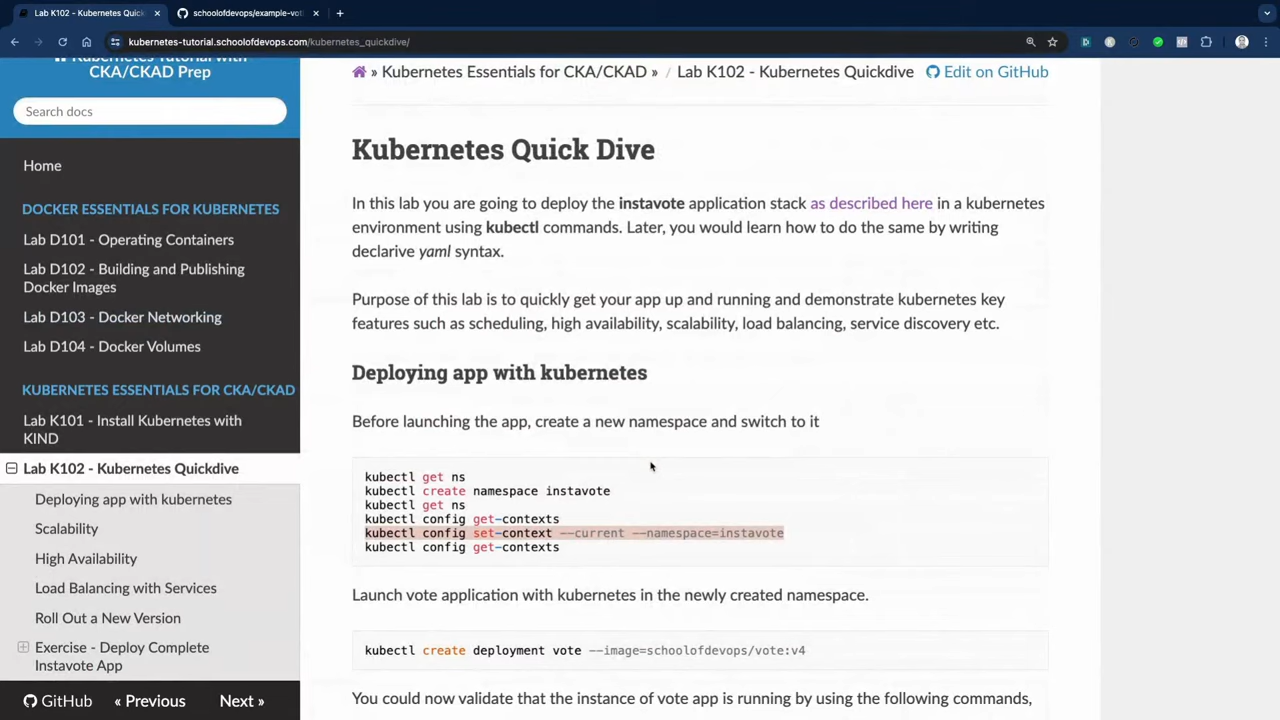 Lab K102 - Kubernetes Quick
schoolofdevops/example-vot
kubernetes-tutorial.schoolofdevops.com/kubernetes_quickdive/
Kubernetes Tutorial with
CKA/CKAD Prep
Search docs
Home
DOCKER ESSENTIALS FOR KUBERNETES
Lab D101 - Operating Containers
Lab D102 - Building and Publishing
Docker Images
Lab D103 - Docker Networking
Lab D104 - Docker Volumes
KUBERNETES ESSENTIALS FOR CKA/CKAD
Lab K101 - Install Kubernetes with
KIND
Lab K102 - Kubernetes Quickdive
Deploying app with kubernetes
Scalability
High Availability
Load Balancing with Services
Roll Out a New Version
Exercise - Deploy Complete
Instavote App
GitHub « Previous Next »
» Kubernetes Essentials for CKA/CKAD » / Lab K102 - Kubernetes Quickdive Edit on GitHub
Kubernetes Quick Dive
In this lab you are going to deploy the instavote application stack as described here in a kubernetes
environment using kubectl commands. Later, you would learn how to do the same by writing
declarive yaml syntax.
Purpose of this lab is to quickly get your app up and running and demonstrate kubernetes key
features such as scheduling, high availability, scalability, load balancing, service discovery etc.
Deploying app with kubernetes
Before launching the app, create a new namespace and switch to it
kubectl get ns
kubectl create namespace instavote
kubectl get ns
kubectl config get-contexts
kubectl config set-context --current --namespace=instavote
kubectl config get-contexts
Launch vote application with kubernetes in the newly created namespace.
kubectl create deployment vote --image=schoolofdevops/vote:v4
You could now validate that the instance of vote app is running by using the following commands,